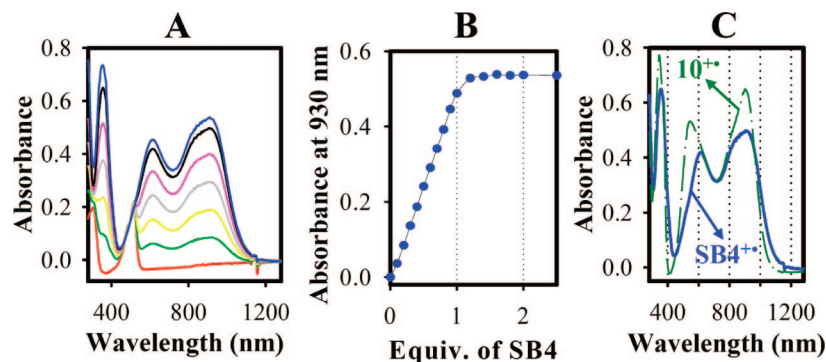 A
Absorbance
0.8
0.6
0.4
0.2
0.0
400
800
1200
Wavelength (nm)
B
Absorbance at 930 nm
0.6
0.4
0.2
0.0
0
1
2
Equiv. of SB4
C
Absorbance
0.8
0.6
0.4
0.2
0.0
10+•
SB4+•
400
800
1200
Wavelength (nm)